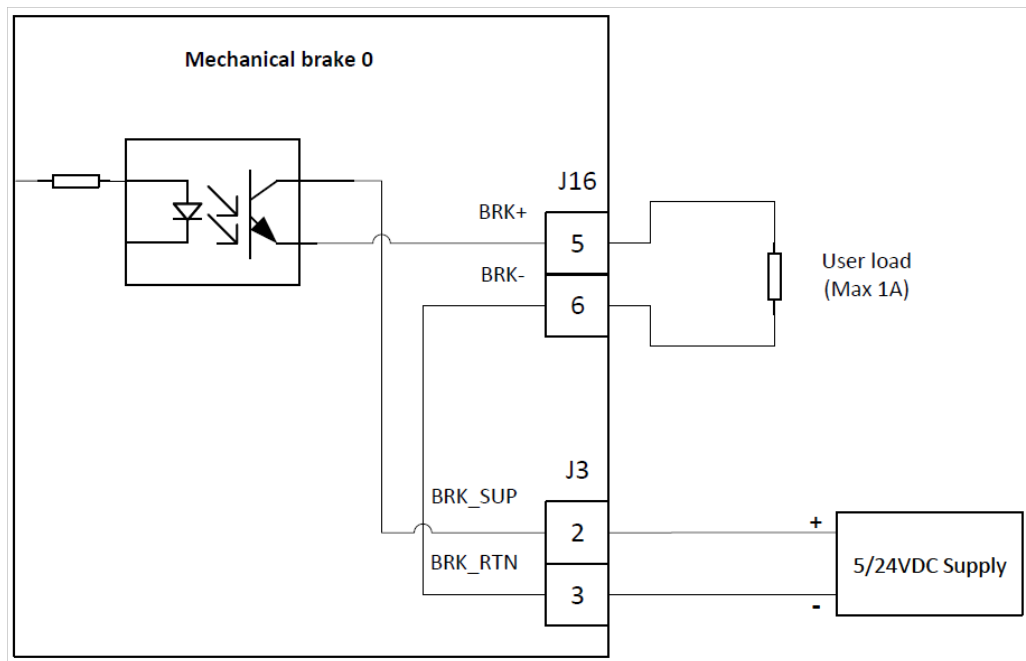 Mechanical brake 0
J16
BRK+
5
BRK-
6
User load
(Max 1A)
J3
BRK_SUP
2
+
BRK_RTN
3
-
5/24VDC Supply